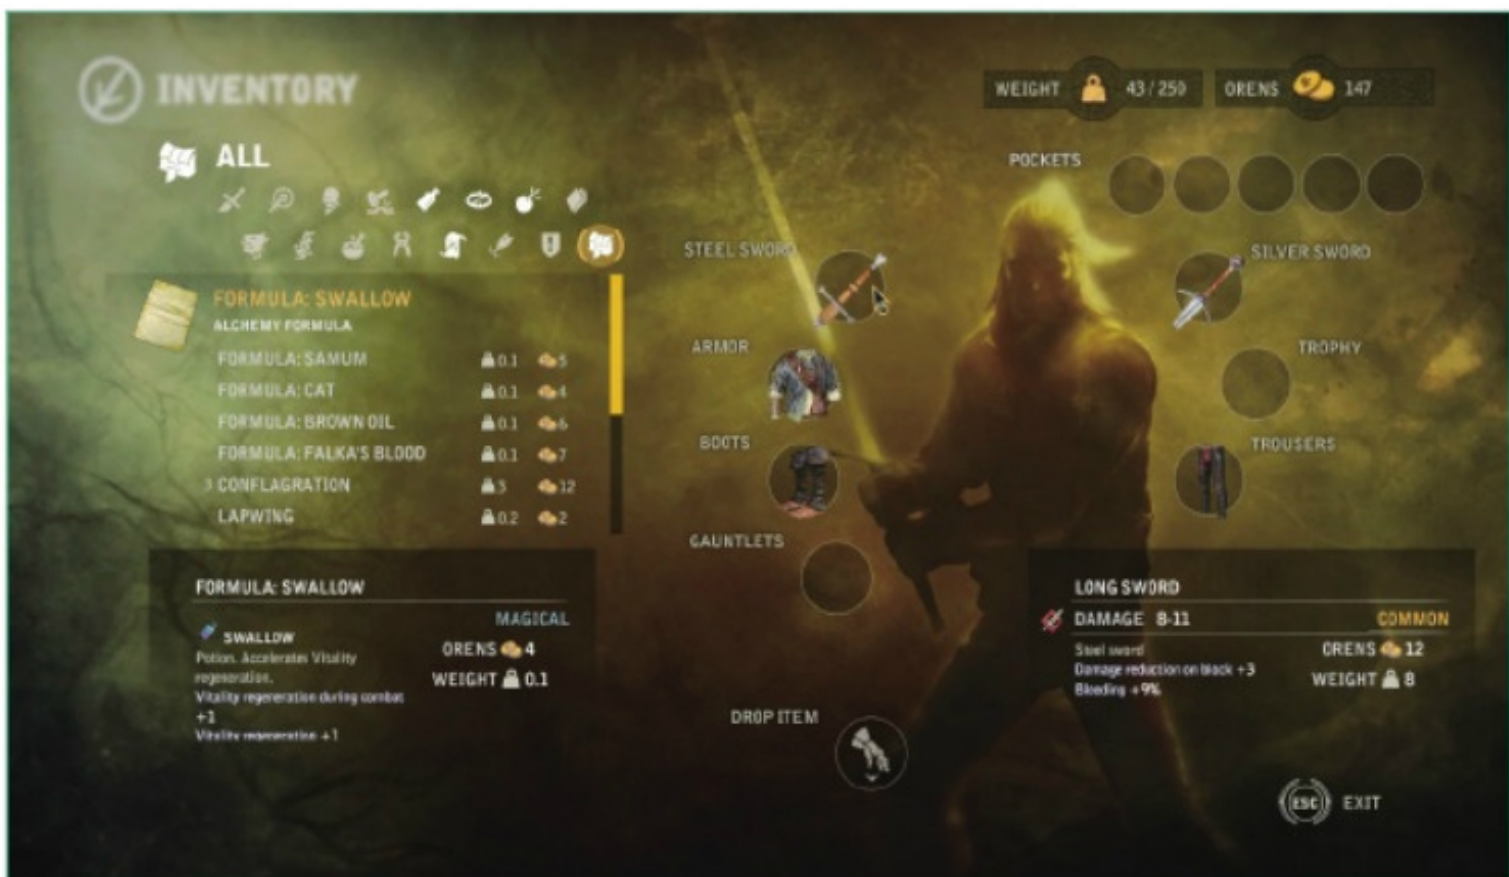 INVENTORY
WEIGHT 43 / 250 ORENS 147
ALL
POCKETS
STEEL SWORD
SILVER SWORD
FORMULA: SWALLOW
ALCHEMY FORMULA
FORMULA: SAMUM 0.1 5
FORMULA: CAT 0.1 4
FORMULA: BROWN OIL 0.1 6
FORMULA: FALKA'S BLOOD 0.1 7
3 CONFLAGRATION 3 12
LAPWING 0.2 2
ARMOR
TROPHY
BOOTS
TROUSERS
GAUNTLETS
FORMULA: SWALLOW
MAGICAL
SWALLOW
ORENS 4
Potion. Accelerates Vitality
regeneration.
WEIGHT 0.1
Vitality regeneration during combat
+1
Vitality regeneration +1
LONG SWORD
DAMAGE 8-11 COMMON
Steel sword
ORENS 12
Damage reduction on block +3
WEIGHT 8
Bleeding +9%
DROP ITEM
ESC EXIT